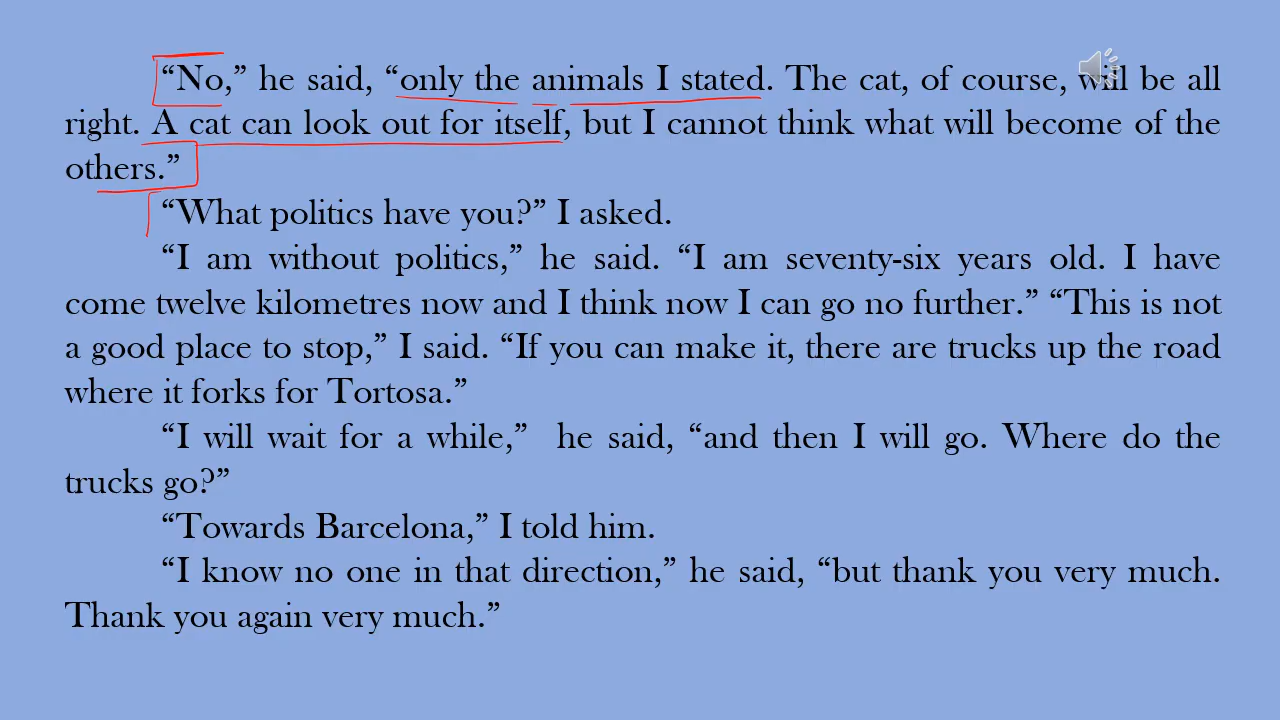 “No,” he said, “only the animals I stated. The cat, of course, will be all
right. A cat can look out for itself, but I cannot think what will become of the
others.”
“What politics have you?” I asked.
“I am without politics,” he said. “I am seventy-six years old. I have
come twelve kilometres now and I think now I can go no further.” “This is not
a good place to stop,” I said. “If you can make it, there are trucks up the road
where it forks for Tortosa.”
“I will wait for a while,”  he said, “and then I will go. Where do the
trucks go?”
“Towards Barcelona,” I told him.
“I know no one in that direction,” he said, “but thank you very much.
Thank you again very much.”